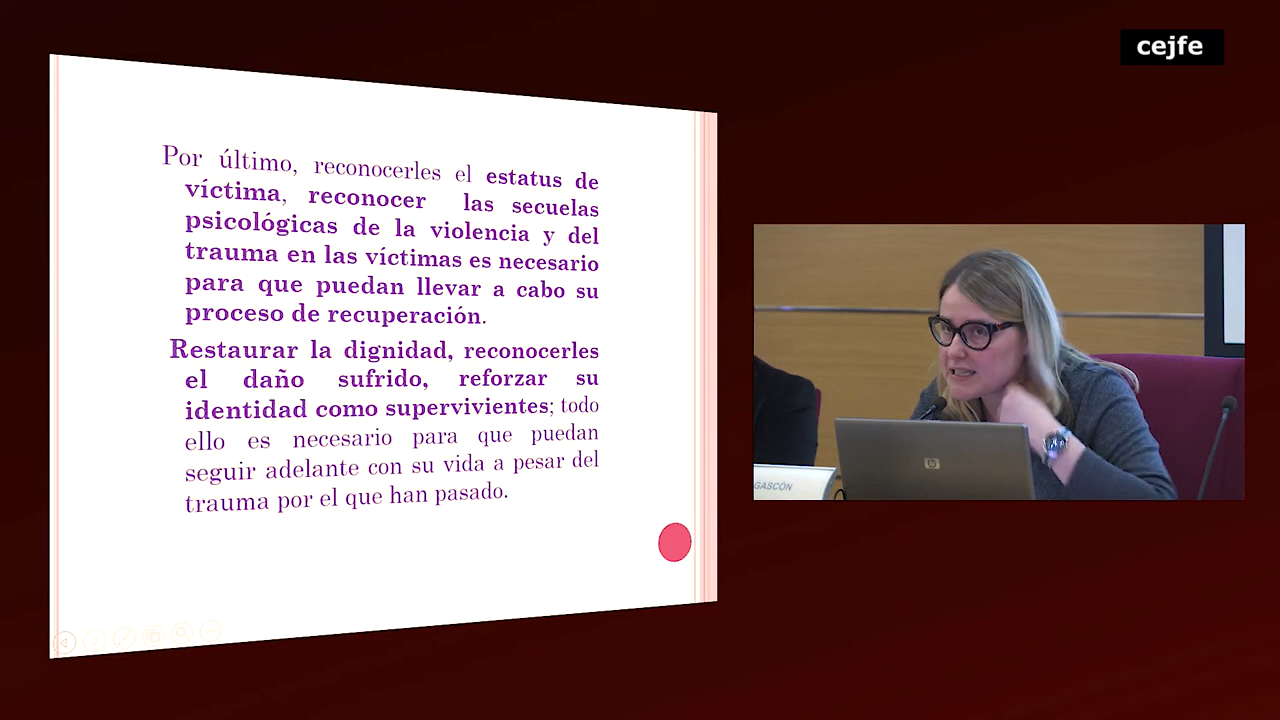 cejfe
Por último, reconocerles el estatus de
víctima, reconocer las secuelas
psicológicas de la violencia y del
trauma en las víctimas es necesario
para que puedan llevar a cabo su
proceso de recuperación.
Restaurar la dignidad, reconocerles
el daño sufrido, reforzar su
identidad como supervivientes; todo
ello es necesario para que puedan
seguir adelante con su vida a pesar del
trauma por el que han pasado.
GASCÓN
hp